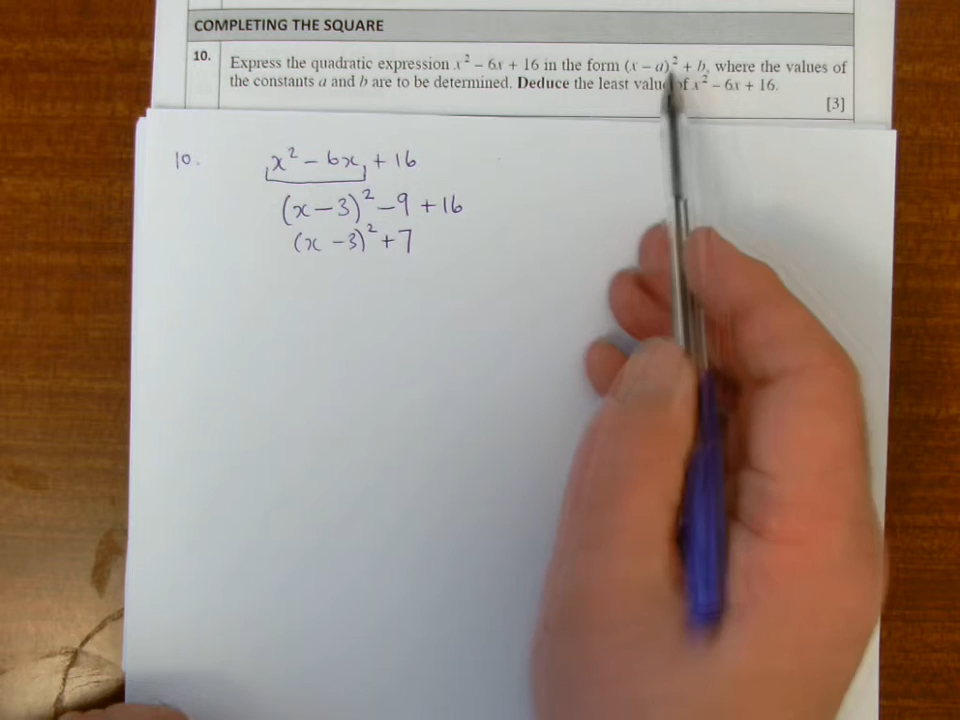 COMPLETING THE SQUARE
10. Express the quadratic expression x² – 6x + 16 in the form (x – a)² + b, where the values of
the constants a and b are to be determined. Deduce the least value of x² – 6x + 16.
[3]
10. x² – 6x + 16
(x – 3)² – 9 + 16
(x – 3)² + 7